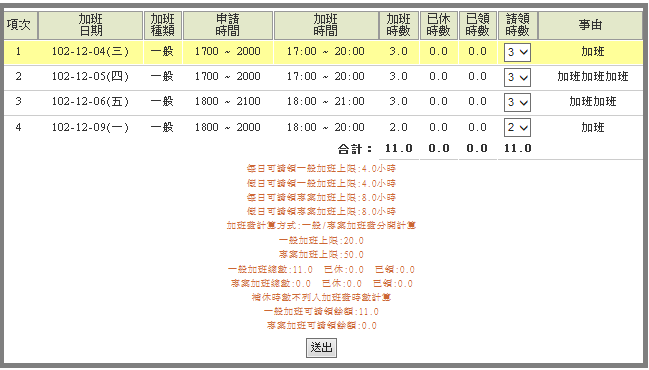 項次 加班日期 加班種類 申請時間 加班時間 加班時數 已休時數 已領時數 請領時數 事由
1 102-12-04(三) 一般 1700 ~ 2000 17:00 ~ 20:00 3.0 0.0 0.0 3 加班
2 102-12-05(四) 一般 1700 ~ 2000 17:00 ~ 20:00 3.0 0.0 0.0 3 加班加班加班
3 102-12-06(五) 一般 1800 ~ 2100 18:00 ~ 21:00 3.0 0.0 0.0 3 加班加班
4 102-12-09(一) 一般 1800 ~ 2000 18:00 ~ 20:00 2.0 0.0 0.0 2 加班
合計： 11.0 0.0 0.0 11.0
每日可請領一般加班上限:4.0小時
假日可請領一般加班上限:4.0小時
每日可請領專案加班上限:8.0小時
假日可請領專案加班上限:8.0小時
加班費計算方式:一般/專案加班費分開計算
一般加班上限:20.0
專案加班上限:50.0
一般加班總數:11.0 已休:0.0 已領:0.0
專案加班總數:0.0 已休:0.0 已領:0.0
補休時數不列入加班費時數計算
一般加班可請領餘額:11.0
專案加班可請領餘額:0.0
送出